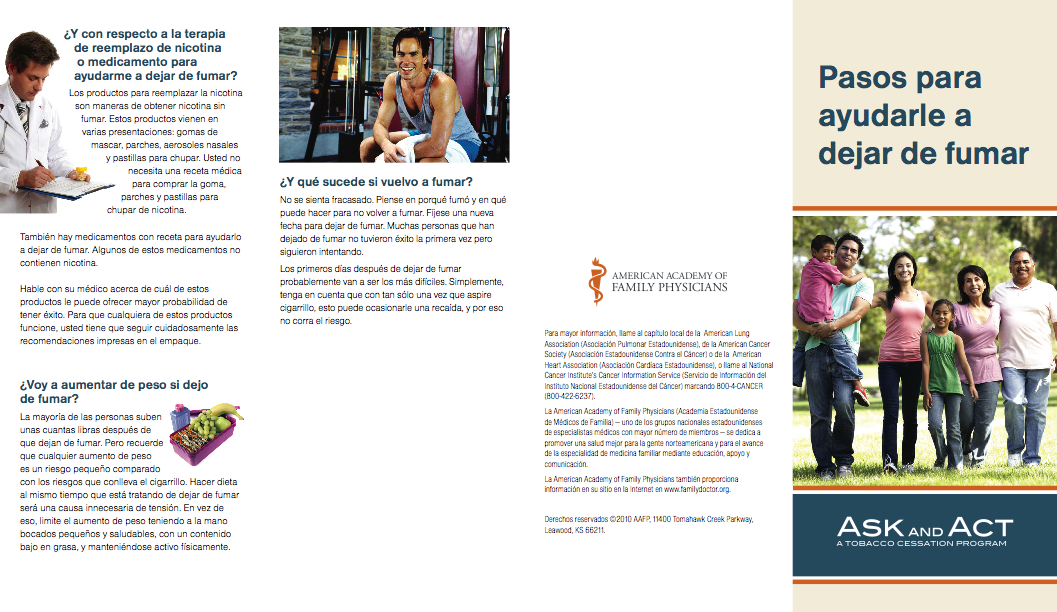 ¿Y con respecto a la terapia
de reemplazo de nicotina
o medicamento para
ayudarme a dejar de fumar?
Los productos para reemplazar la nicotina
son maneras de obtener nicotina sin
fumar. Estos productos vienen en
varias presentaciones: gomas de
mascar, parches, aerosoles nasales
y pastillas para chupar. Usted no
necesita una receta médica
para comprar la goma,
parches y pastillas para
chupar de nicotina.
También hay medicamentos con receta para ayudarlo
a dejar de fumar. Algunos de estos medicamentos no
contienen nicotina.
Hable con su médico acerca de cuál de estos
productos le puede ofrecer mayor probabilidad de
tener éxito. Para que cualquiera de estos productos
funcione, usted tiene que seguir cuidadosamente las
recomendaciones impresas en el empaque.
¿Voy a aumentar de peso si dejo
de fumar?
La mayoría de las personas suben
unas cuantas libras después de
que dejan de fumar. Pero recuerde
que cualquier aumento de peso
es un riesgo pequeño comparado
con los riesgos que conlleva el cigarrillo. Hacer dieta
al mismo tiempo que está tratando de dejar de fumar
será una causa innecesaria de tensión. En vez de
eso, limite el aumento de peso teniendo a la mano
bocados pequeños y saludables, con un contenido
bajo en grasa, y manteniéndose activo físicamente.
¿Y qué sucede si vuelvo a fumar?
No se sienta fracasado. Piense en porqué fumó y en qué
puede hacer para no volver a fumar. Fíjese una nueva
fecha para dejar de fumar. Muchas personas que han
dejado de fumar no tuvieron éxito la primera vez pero
siguieron intentando.
Los primeros días después de dejar de fumar
probablemente van a ser los más difíciles. Simplemente,
tenga en cuenta que con tan sólo una vez que aspire
cigarrillo, esto puede ocasionarle una recaída, y por eso
no corra el riesgo.
AMERICAN ACADEMY OF
FAMILY PHYSICIANS
Para mayor información, llame al capítulo local de la American Lung
Association (Asociación Pulmonar Estadounidense), de la American Cancer
Society (Asociación Estadounidense Contra el Cáncer) o de la American
Heart Association (Asociación Cardíaca Estadounidense), o llame al National
Cancer Institute's Cancer Information Service (Servicio de Información del
Instituto Nacional Estadounidense del Cáncer) marcando 800-4-CANCER
(800-422-6237).
La American Academy of Family Physicians (Academia Estadounidense
de Médicos de Familia) – uno de los grupos nacionales estadounidenses
de especialistas médicos con mayor número de miembros – se dedica a
promover una salud mejor para la gente norteamericana y para el avance
de la especialidad de medicina familiar mediante educación, apoyo y
comunicación.
La American Academy of Family Physicians también proporciona
información en su sitio en la Internet en www.familydoctor.org.
Derechos reservados ©2010 AAFP, 11400 Tomahawk Creek Parkway,
Leawood, KS 66211.
Pasos para
ayudarle a
dejar de fumar
ASK AND ACT
A TOBACCO CESSATION PROGRAM